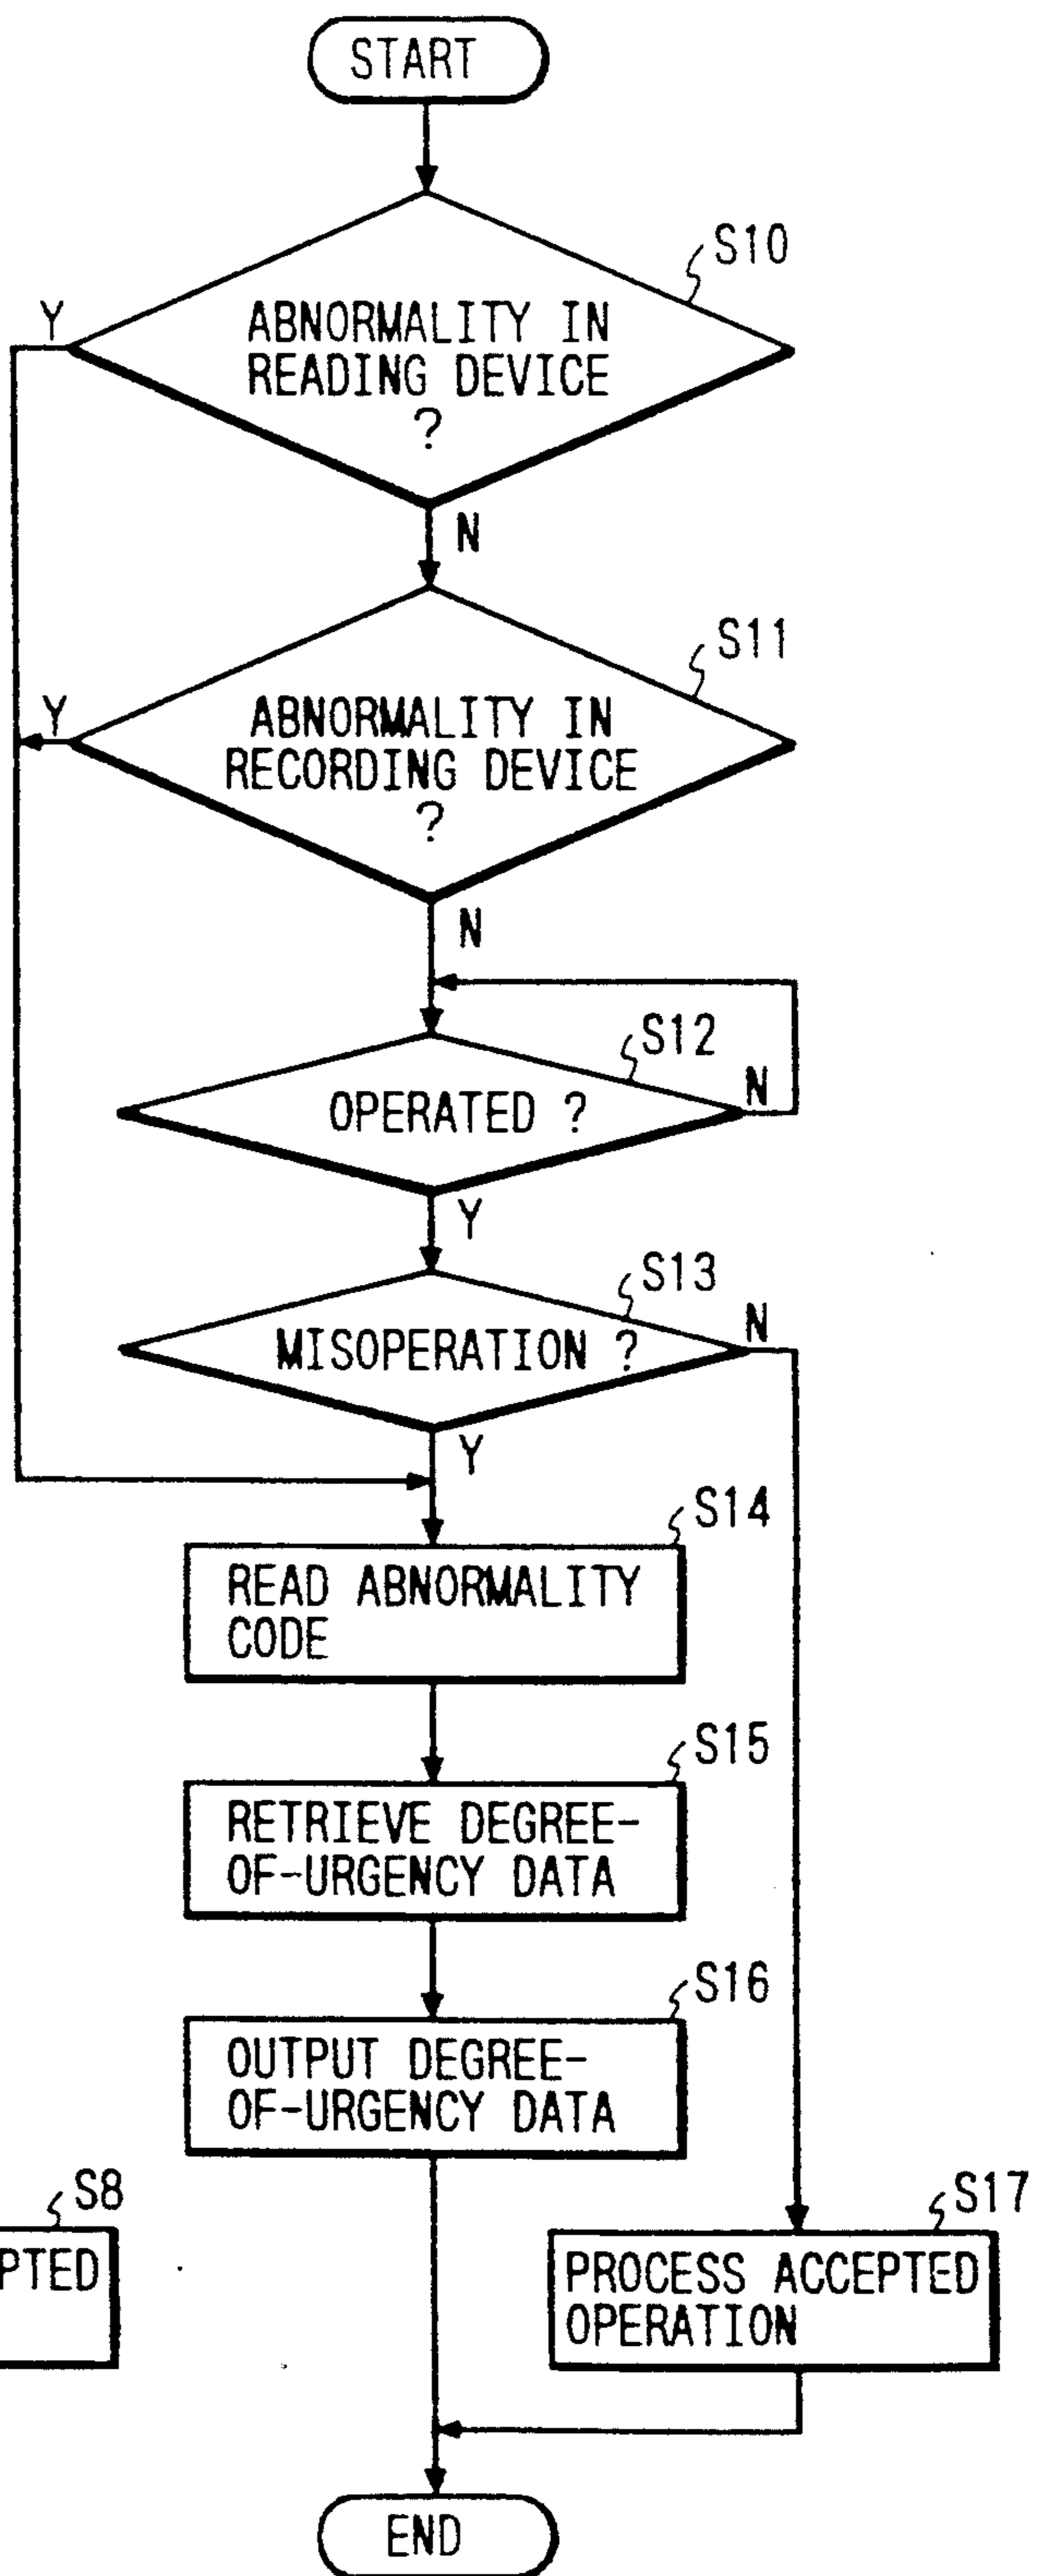 START
S10
Y
ABNORMALITY IN
READING DEVICE
?
N
S11
Y
ABNORMALITY IN
RECORDING DEVICE
?
N
S12
OPERATED ?
N
Y
S13
MISOPERATION ?
N
Y
S14
READ ABNORMALITY
CODE
S15
RETRIEVE DEGREE-
OF-URGENCY DATA
S16
OUTPUT DEGREE-
OF-URGENCY DATA
S8
PTED
S17
PROCESS ACCEPTED
OPERATION
END